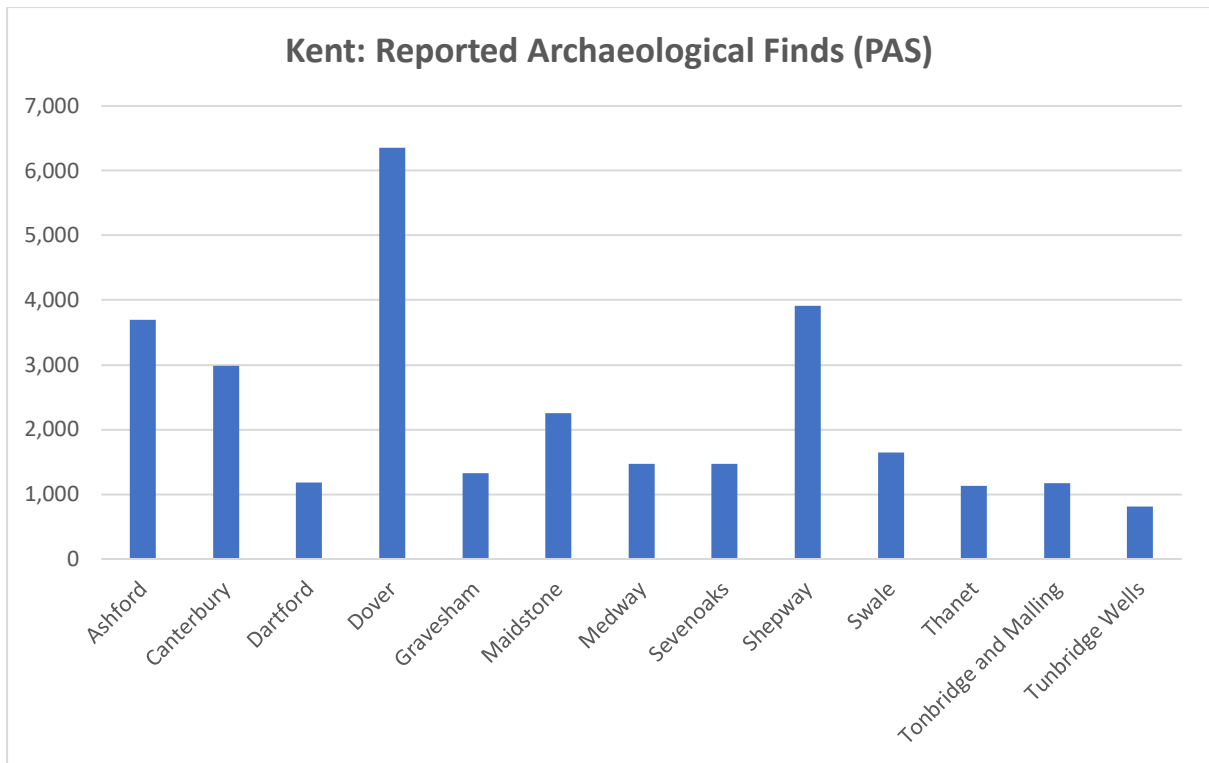 Kent: Reported Archaeological Finds (PAS)
7,000
6,000
5,000
4,000
3,000
2,000
1,000
0
Ashford
Canterbury
Dartford
Dover
Gravesham
Maidstone
Medway
Sevenoaks
Shepway
Swale
Thanet
Tonbridge and Malling
Tunbridge Wells